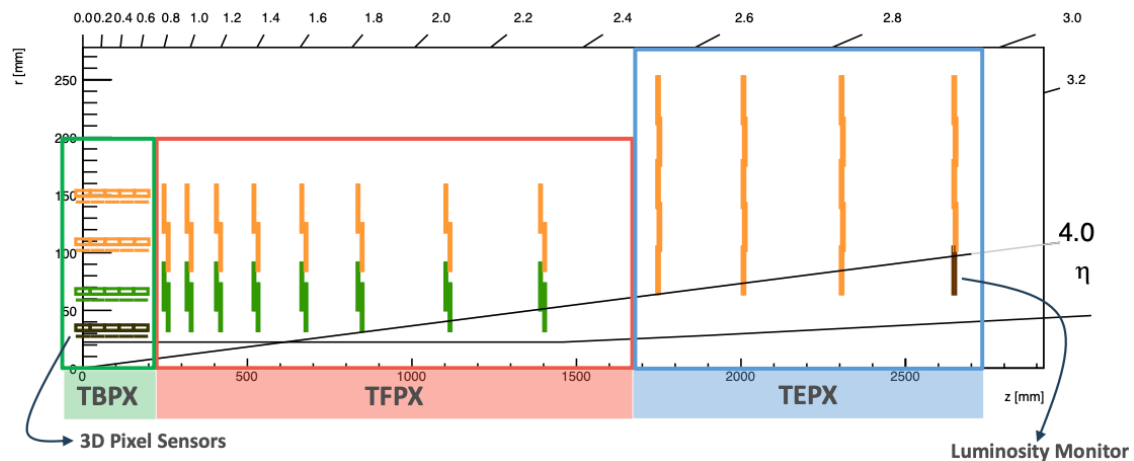 0.0 0.2 0.4 0.6 0.8 1.0 1.2 1.4 1.6 1.8 2.0 2.2 2.4 2.6 2.8 3.0
r [mm]
250
3.2
200
150
100
4.0
η
50
0
0 500 1000 1500 2000 2500 z [mm]
TBPX TFPX TEPX
3D Pixel Sensors
Luminosity Monitor